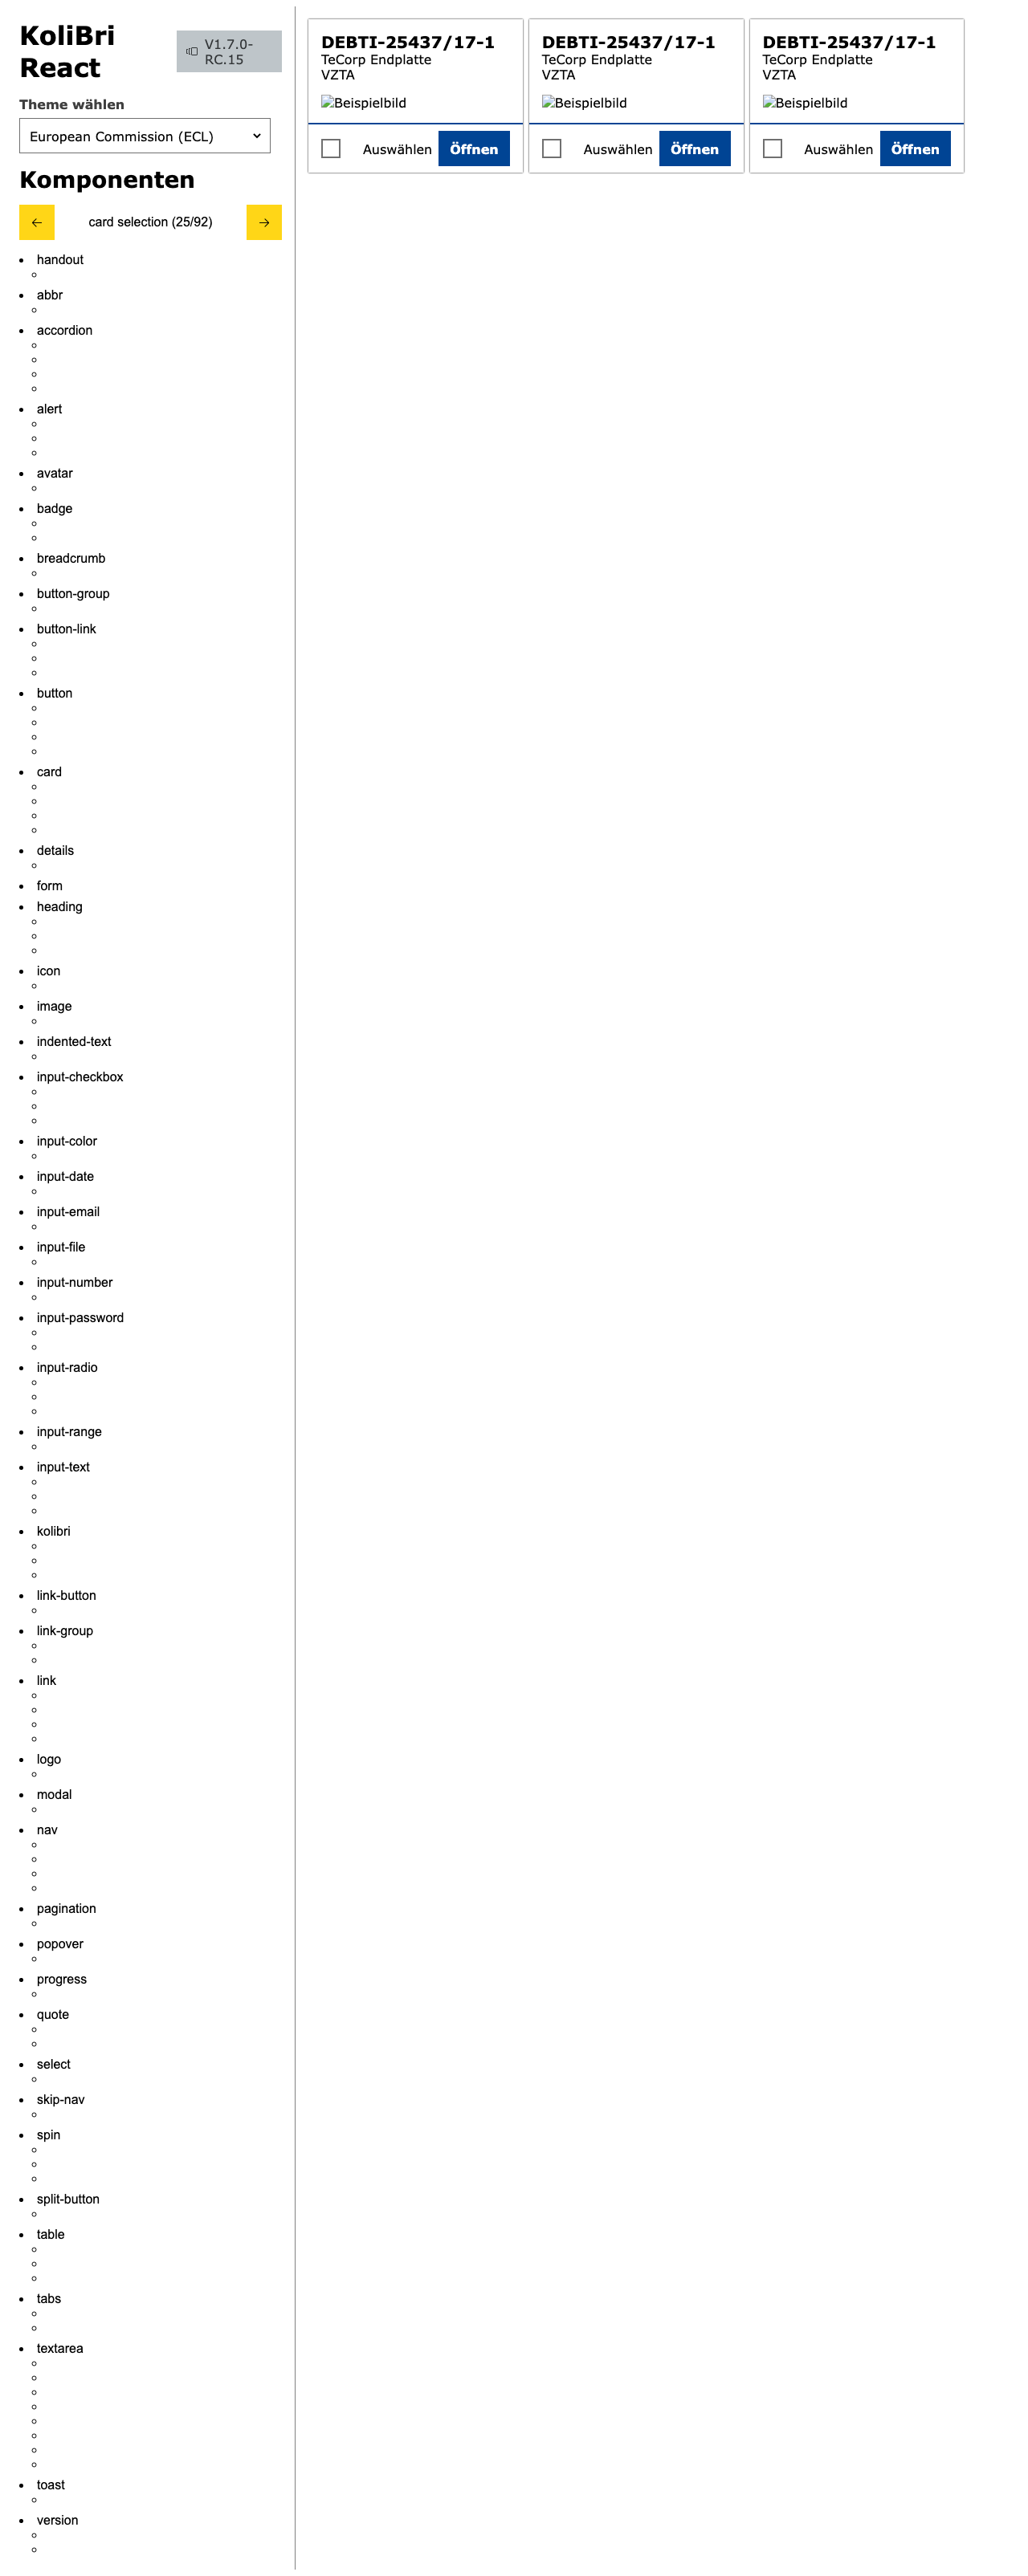 KoliBri
React
V1.7.0-
RC.15
Theme wählen
European Commission (ECL)
Komponenten
card selection (25/92)
handout
abbr
accordion
alert
avatar
badge
breadcrumb
button-group
button-link
button
card
details
form
heading
icon
image
indented-text
input-checkbox
input-color
input-date
input-email
input-file
input-number
input-password
input-radio
input-range
input-text
kolibri
link-button
link-group
link
logo
modal
nav
pagination
popover
progress
quote
select
skip-nav
spin
split-button
table
tabs
textarea
toast
version
DEBTI-25437/17-1
TeCorp Endplatte
VZTA
Beispielbild
Auswählen Öffnen
DEBTI-25437/17-1
TeCorp Endplatte
VZTA
Beispielbild
Auswählen Öffnen
DEBTI-25437/17-1
TeCorp Endplatte
VZTA
Beispielbild
Auswählen Öffnen